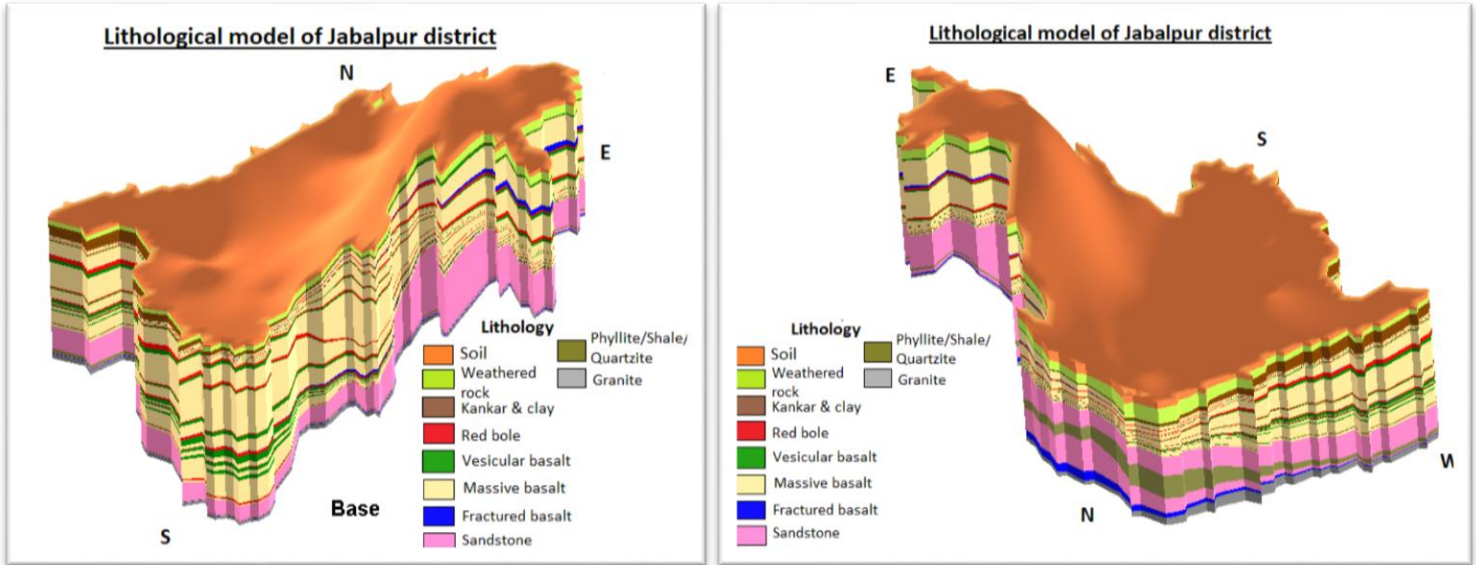 Lithological model of Jabalpur district
N
E
S
Base
Lithology
Soil
Weathered
rock
Kankar & clay
Red bole
Vesicular basalt
Massive basalt
Fractured basalt
Sandstone
Phyllite/Shale/
Quartzite
Granite
Lithological model of Jabalpur district
E
S
N
W
Lithology
Soil
Weathered
rock
Kankar & clay
Red bole
Vesicular basalt
Massive basalt
Fractured basalt
Sandstone
Phyllite/Shale/
Quartzite
Granite